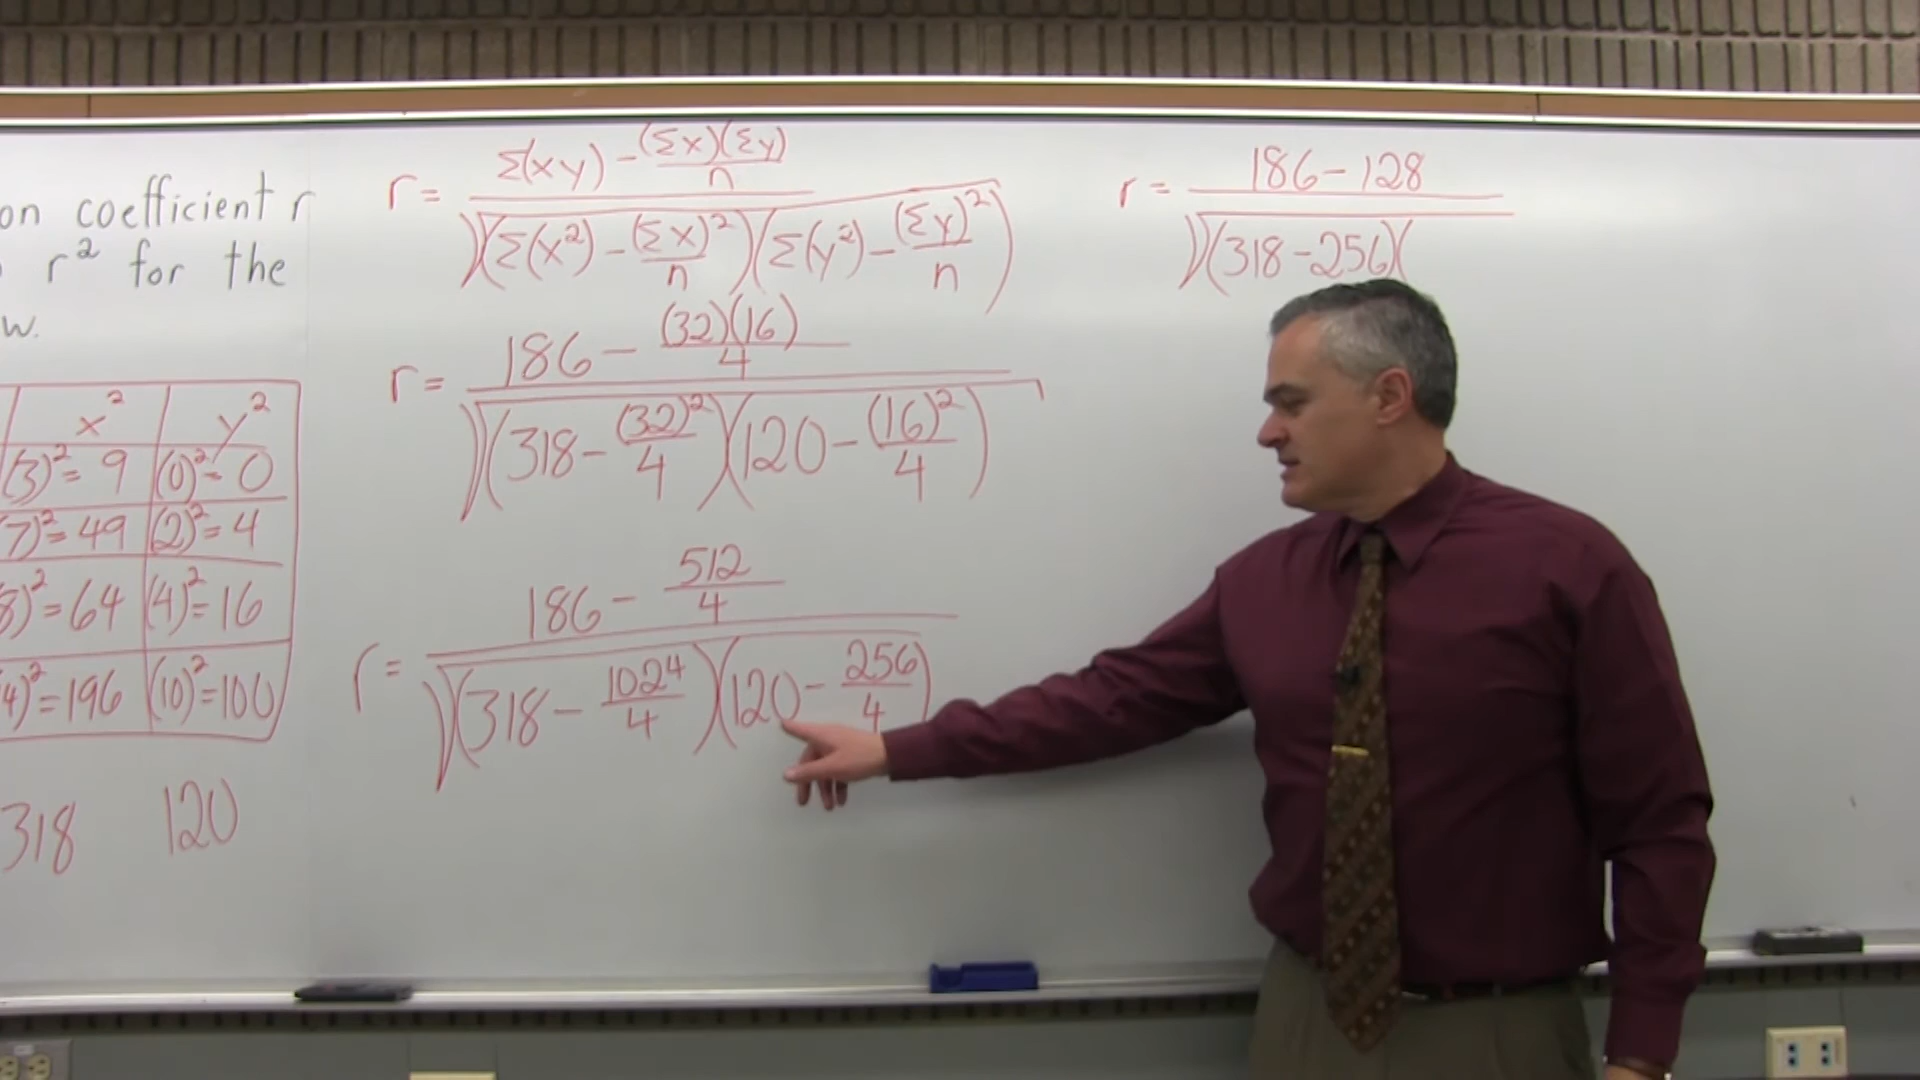 on coefficient r
r² for the
w.
x² y²
(3)²= 9 (0)²= 0
7)²= 49 (2)²= 4
8)²= 64 (4)²= 16
4)²= 196 (10)²= 100
318 120
r = Σ(xy) - (Σx)(Σy)/n
√(Σ(x²) - (Σx)²/n)(Σ(y²) - (Σy)²/n)
r = 186 - (32)(16)/4
√(318 - (32)²/4)(120 - (16)²/4)
r = 186 - 512/4
√(318 - 1024/4)(120 - 256/4)
r = 186 - 128
√(318 - 256)(